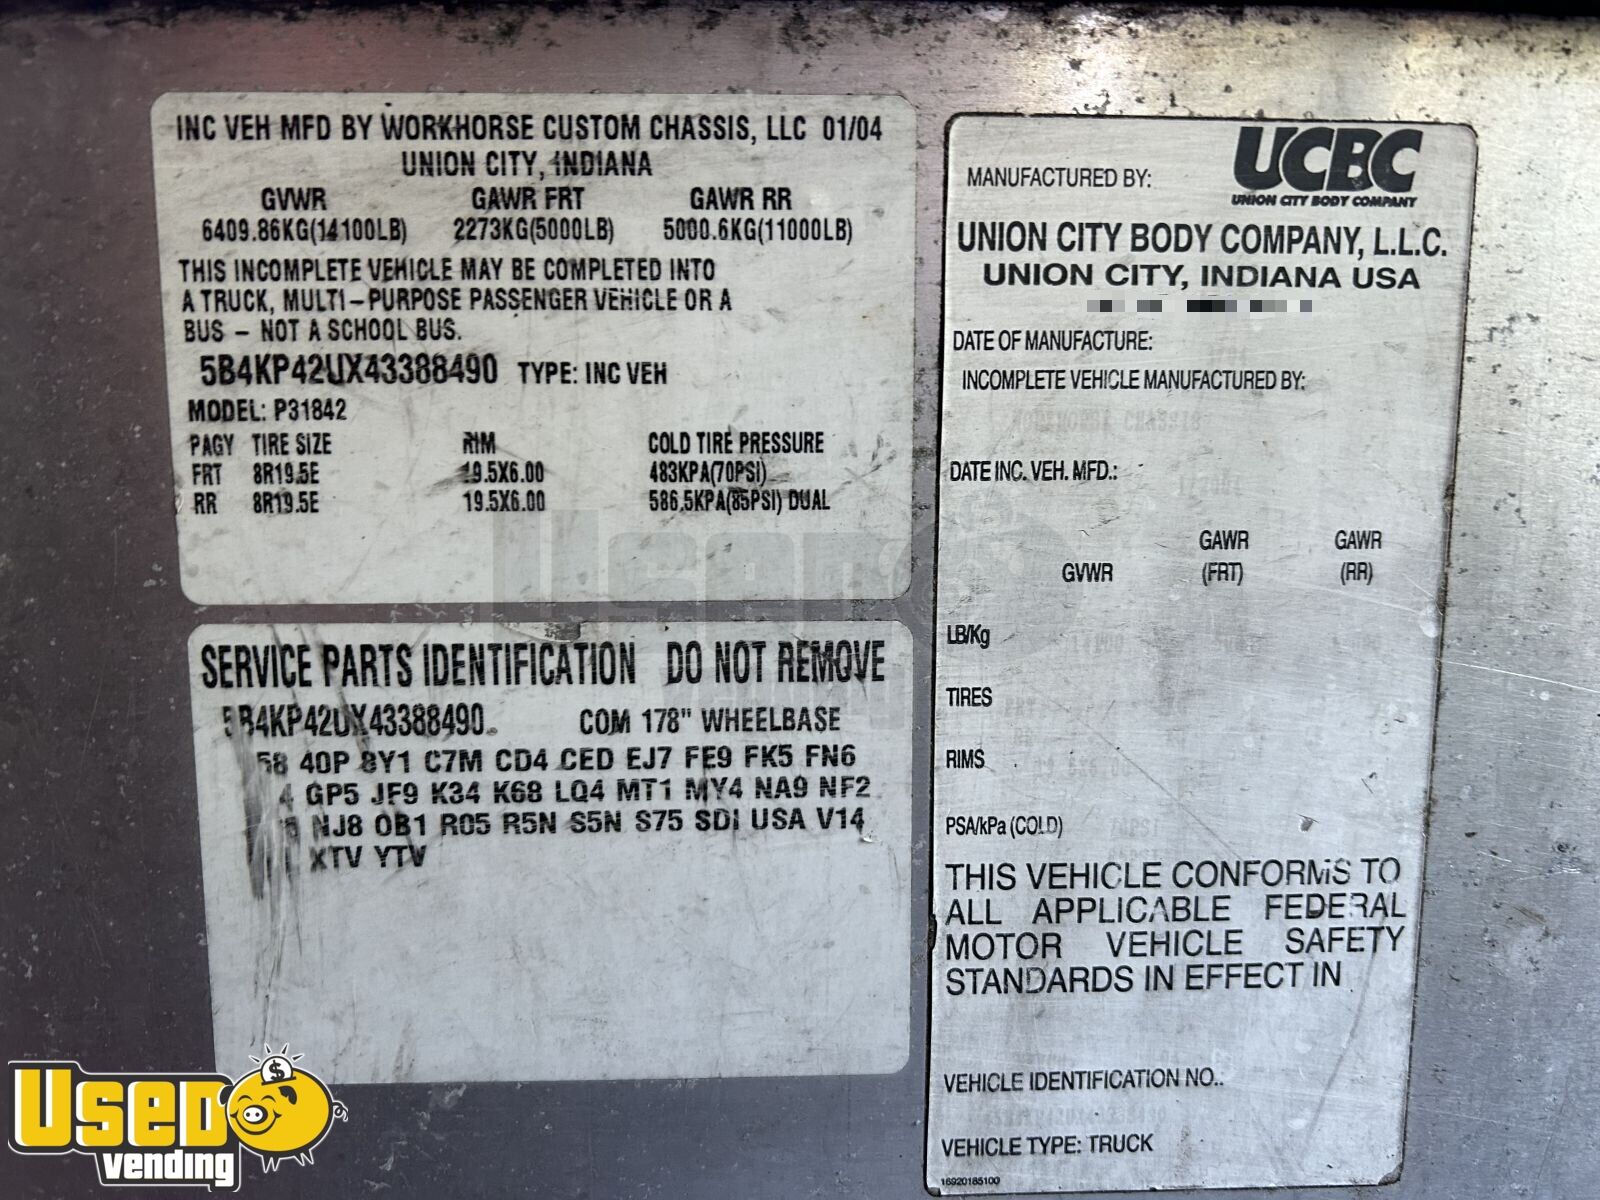 INC VEH MFD BY WORKHORSE CUSTOM CHASSIS, LLC 01/04
UNION CITY, INDIANA
GVWR GAWR FRT GAWR RR
6409.86KG(14100LB) 2273KG(5000LB) 5000.6KG(11000LB)
THIS INCOMPLETE VEHICLE MAY BE COMPLETED INTO
A TRUCK, MULTI-PURPOSE PASSENGER VEHICLE OR A
BUS - NOT A SCHOOL BUS.
5B4KP42UX43388490 TYPE: INC VEH
MODEL: P31842
PAGY TIRE SIZE RIM COLD TIRE PRESSURE
FRT 8R19.5E 19.5X6.00 483KPA(70PSI)
RR 8R19.5E 19.5X6.00 586.5KPA(85PSI) DUAL
SERVICE PARTS IDENTIFICATION DO NOT REMOVE
5B4KP42UX43388490 COM 178" WHEELBASE
58 40P 8Y1 C7M CD4 CED EJ7 FE9 FK5 FN6
4 GP5 JF9 K34 K68 LQ4 MT1 MY4 NA9 NF2
NJ8 0B1 R05 R5N S5N S75 SDI USA V14
XTV YTV
MANUFACTURED BY: UCBC
UNION CITY BODY COMPANY
UNION CITY BODY COMPANY, L.L.C.
UNION CITY, INDIANA USA
DATE OF MANUFACTURE:
INCOMPLETE VEHICLE MANUFACTURED BY:
DATE INC. VEH. MFD.:
GAWR GAWR
GVWR (FRT) (RR)
LB/Kg
TIRES
RIMS
PSA/kPa (COLD)
THIS VEHICLE CONFORMS TO
ALL APPLICABLE FEDERAL
MOTOR VEHICLE SAFETY
STANDARDS IN EFFECT IN
VEHICLE IDENTIFICATION NO.:
VEHICLE TYPE: TRUCK
16920185100
USED
vending